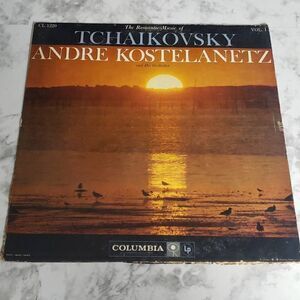 CL 1220
The Romantic Music of
VOL. 1
TCHAIKOVSKY
ANDRE KOSTELANETZ
and His Orchestra
COLUMBIA Lp